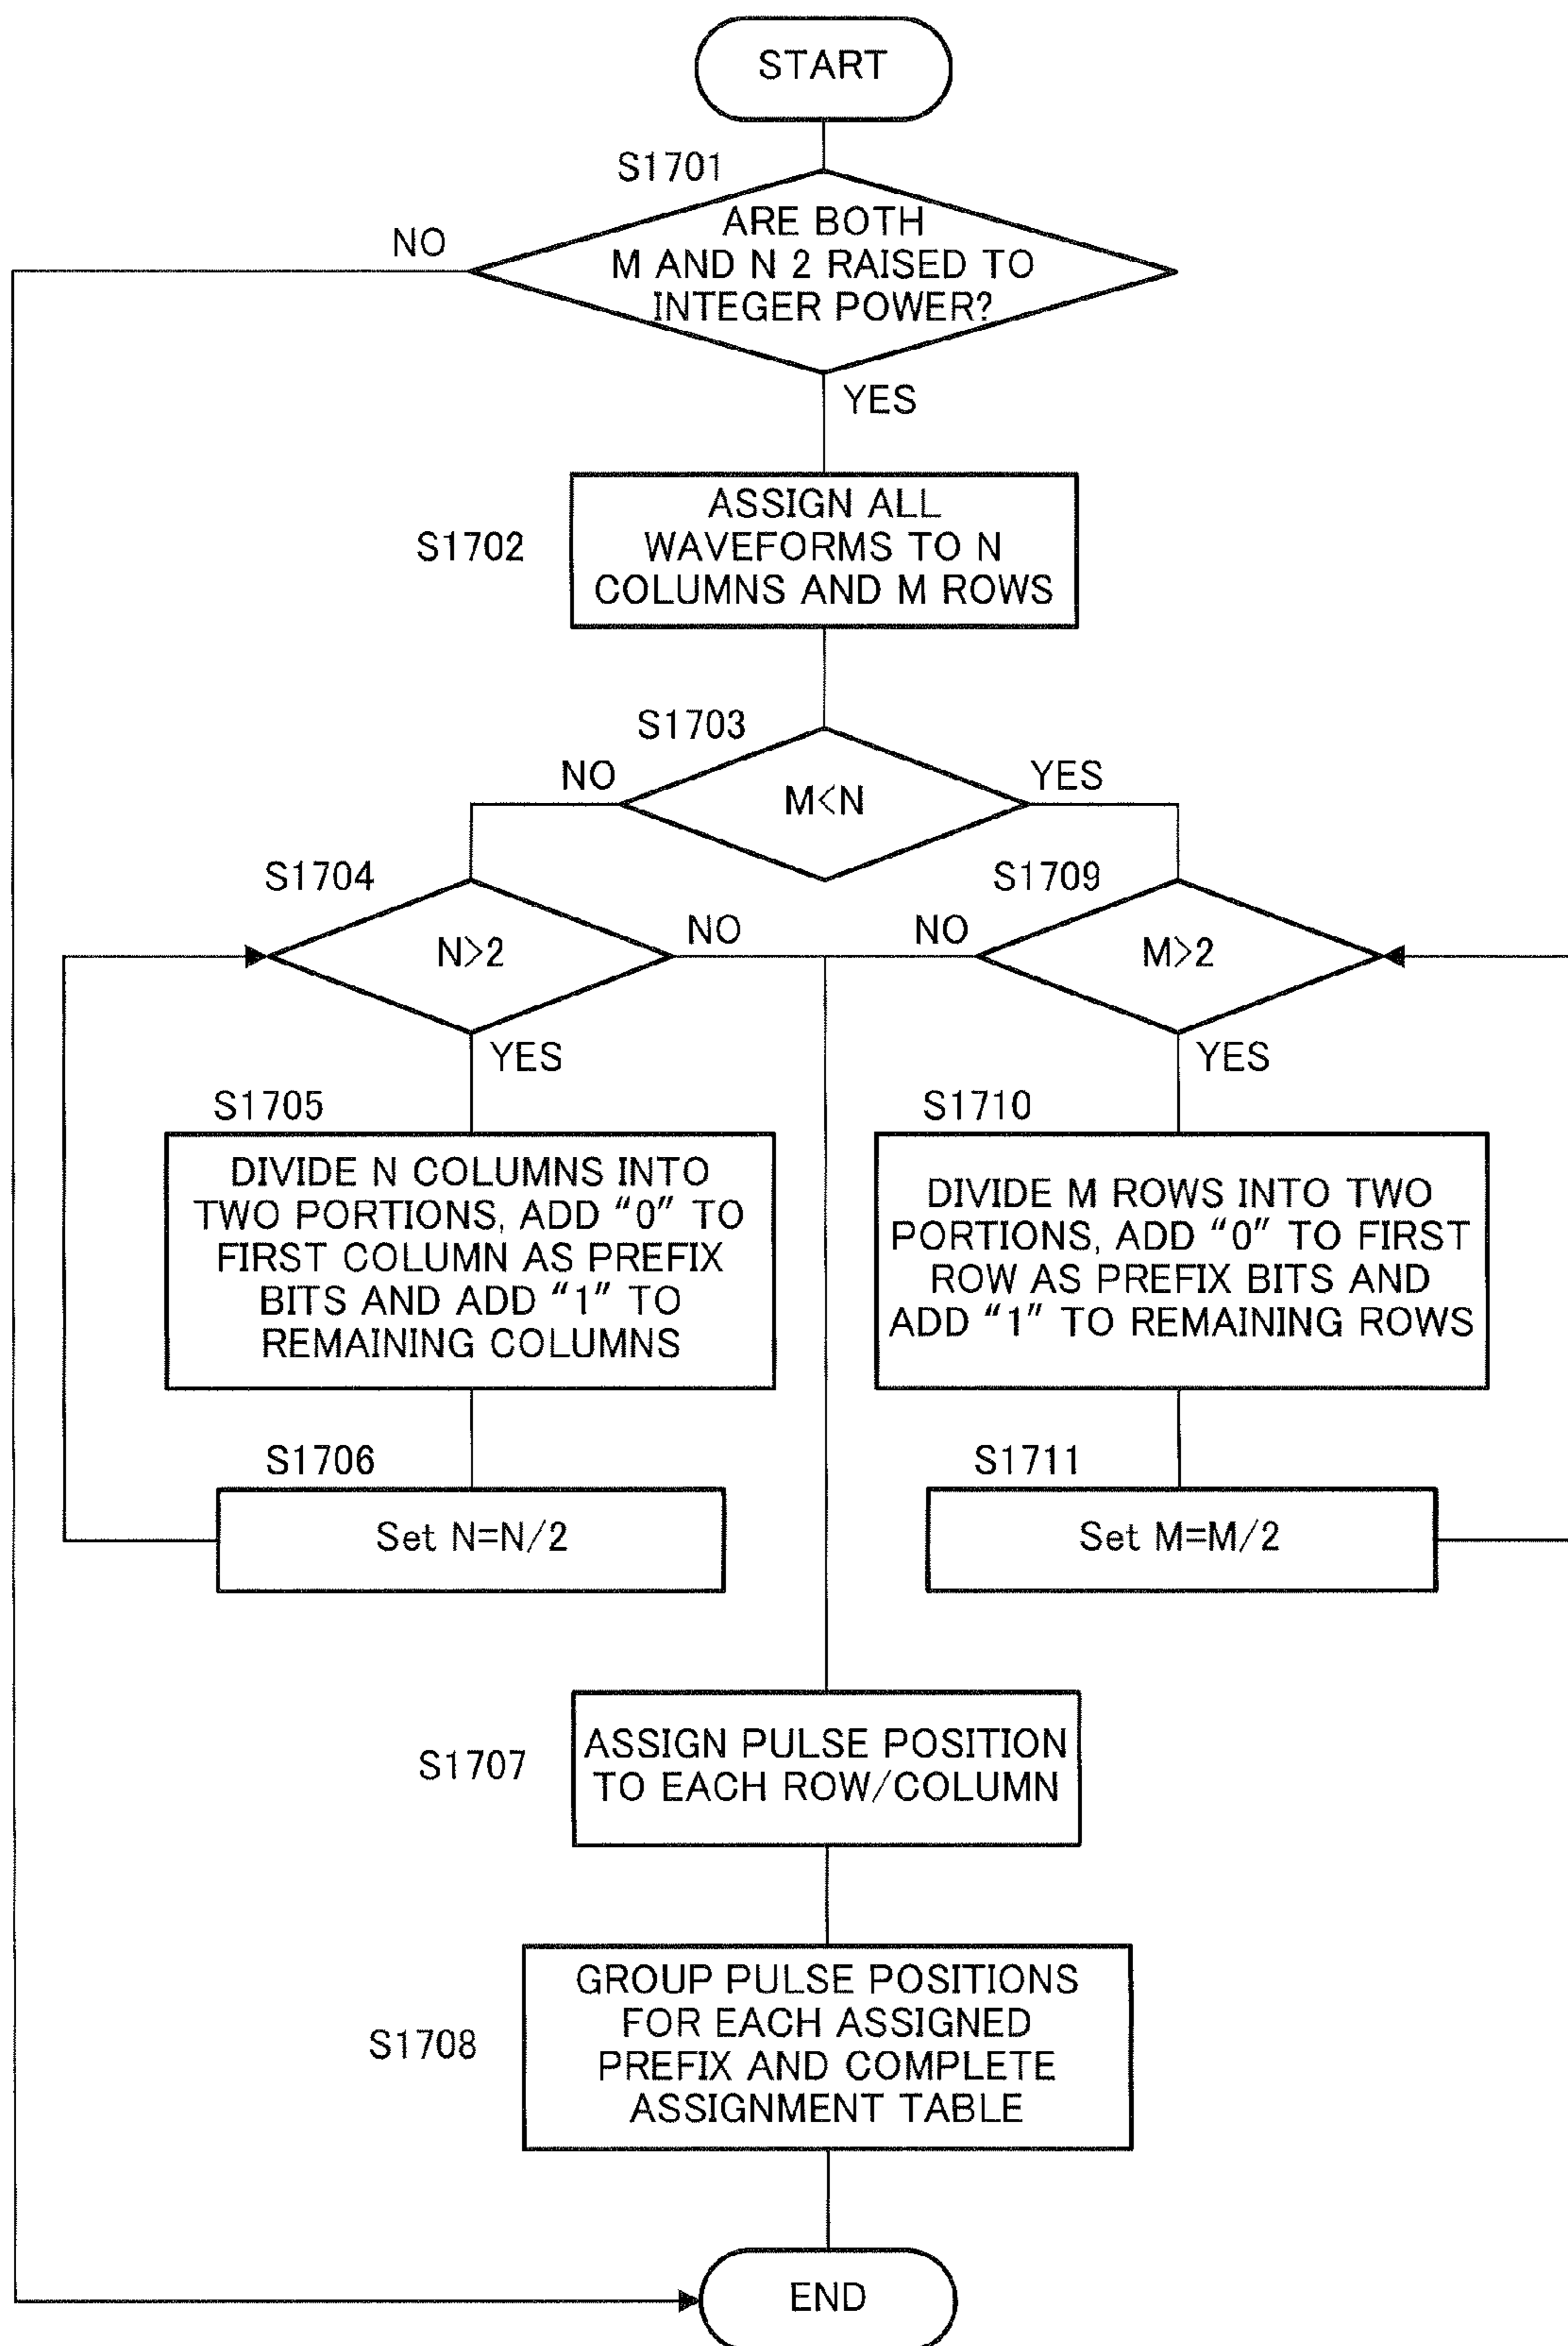 START
S1701
ARE BOTH
M AND N 2 RAISED TO
INTEGER POWER?
NO
YES
S1702
ASSIGN ALL
WAVEFORMS TO N
COLUMNS AND M ROWS
S1703
M<N
NO
YES
S1704
N>2
NO
YES
S1709
M>2
NO
YES
S1705
DIVIDE N COLUMNS INTO
TWO PORTIONS, ADD “0” TO
FIRST COLUMN AS PREFIX
BITS AND ADD “1” TO
REMAINING COLUMNS
S1710
DIVIDE M ROWS INTO TWO
PORTIONS, ADD “0” TO FIRST
ROW AS PREFIX BITS AND
ADD “1” TO REMAINING ROWS
S1706
Set N=N/2
S1711
Set M=M/2
S1707
ASSIGN PULSE POSITION
TO EACH ROW/COLUMN
S1708
GROUP PULSE POSITIONS
FOR EACH ASSIGNED
PREFIX AND COMPLETE
ASSIGNMENT TABLE
END